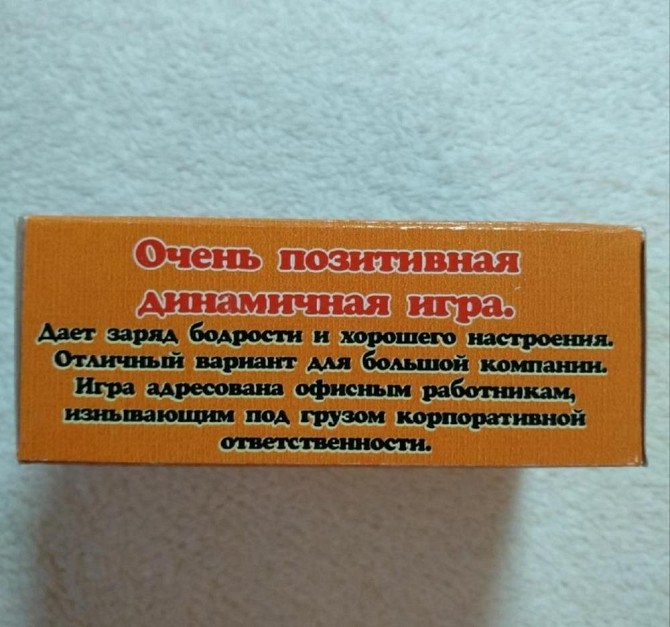 Очень позитивная
динамичная игра.
Дает заряд бодрости и хорошего настроения.
Отличный вариант для большой компании.
Игра адресована офисным работникам,
изнывающим под грузом корпоративной
ответственности.